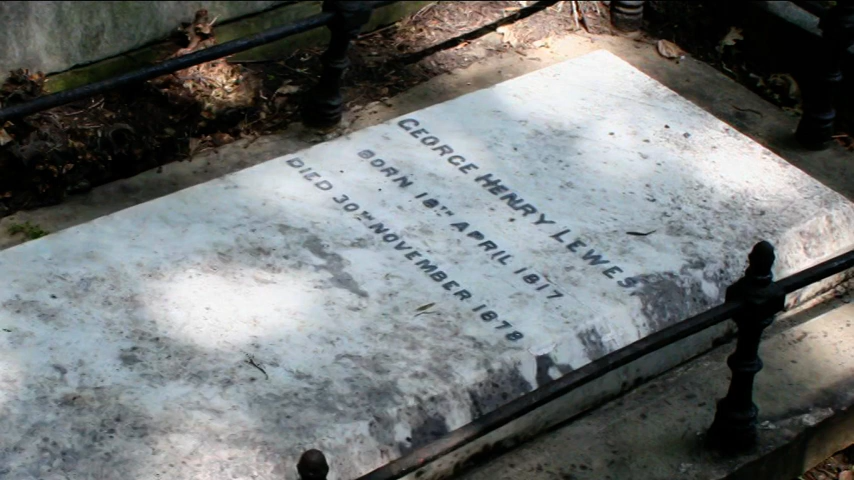 GEORGE HENRY LEWES
BORN 18TH APRIL 1817
DIED 30TH NOVEMBER 1878